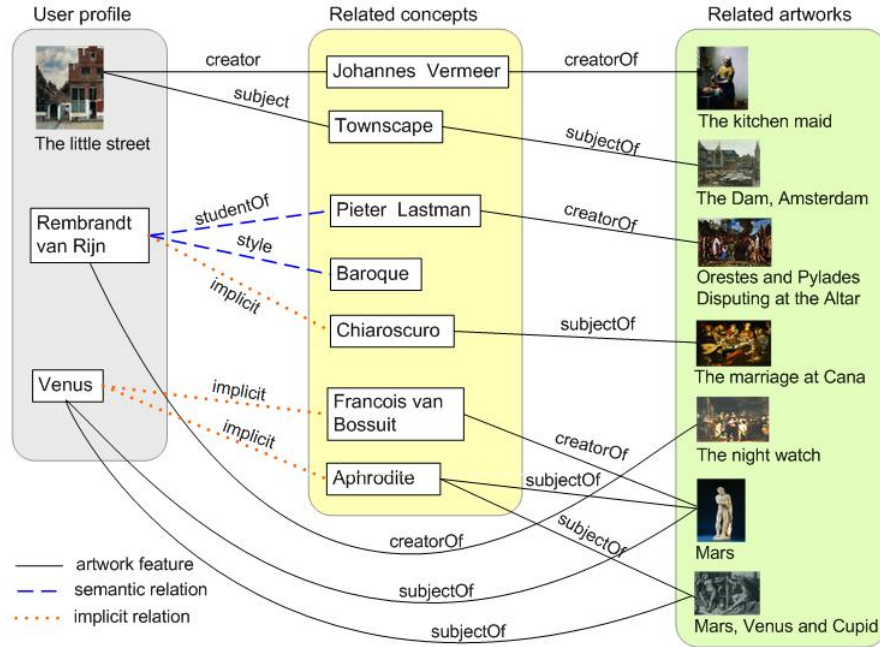 User profile
Related concepts
Related artworks
creator
Johannes Vermeer
creatorOf
The little street
subject
Townscape
subjectOf
The kitchen maid
The Dam, Amsterdam
Rembrandt
van Rijn
studentOf
Pieter Lastman
creatorOf
style
Baroque
Orestes and Pylades
Disputing at the Altar
implicit
Chiaroscuro
subjectOf
The marriage at Cana
Venus
implicit
Francois van
Bossuit
creatorOf
The night watch
implicit
Aphrodite
subjectOf
subjectOf
Mars
creatorOf
subjectOf
subjectOf
Mars, Venus and Cupid
artwork feature
semantic relation
implicit relation